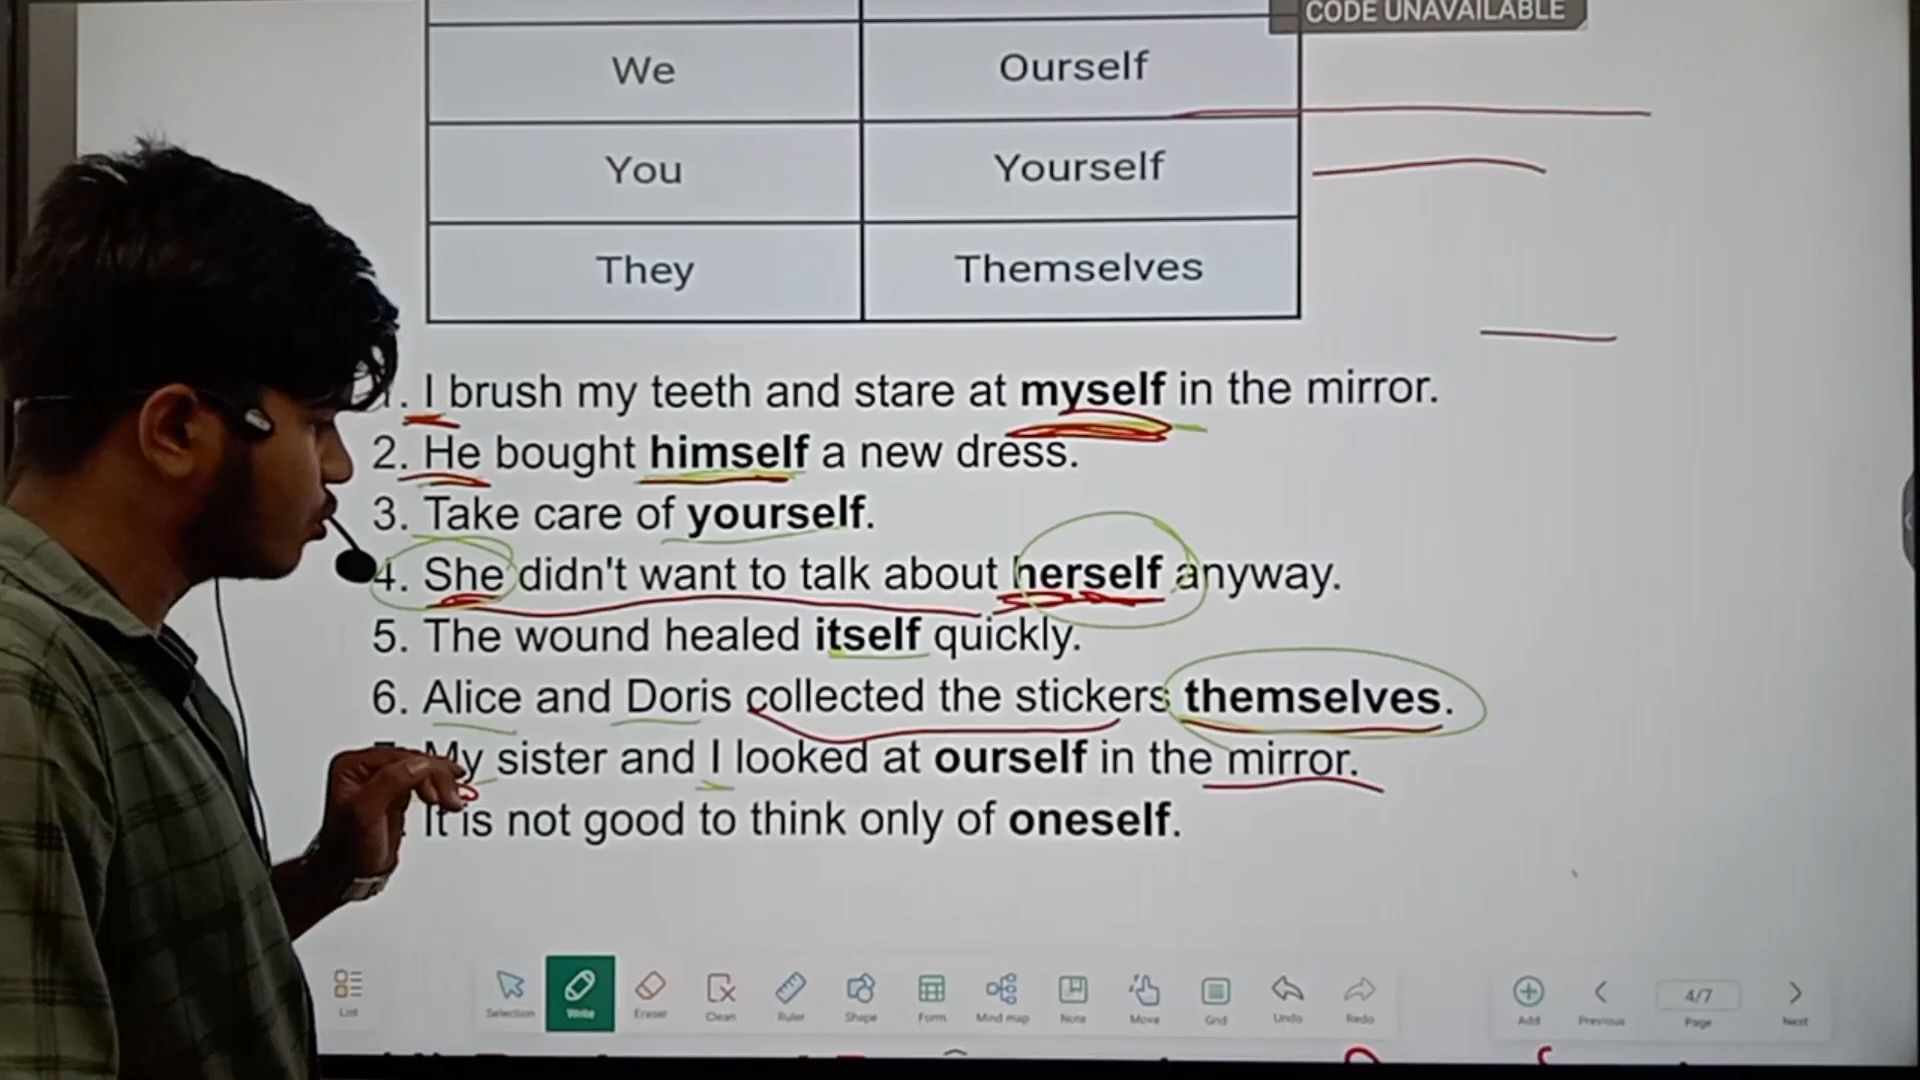 CODE UNAVAILABLE
We Ourself
You Yourself
They Themselves
. I brush my teeth and stare at myself in the mirror.
2. He bought himself a new dress.
3. Take care of yourself.
4. She didn't want to talk about herself anyway.
5. The wound healed itself quickly.
6. Alice and Doris collected the stickers themselves.
My sister and I looked at ourself in the mirror.
It is not good to think only of oneself.
List Selection Write Eraser Clean Ruler Shape Form Mind map Note Move Grid Undo Redo Add Previous 4/7 Page Next